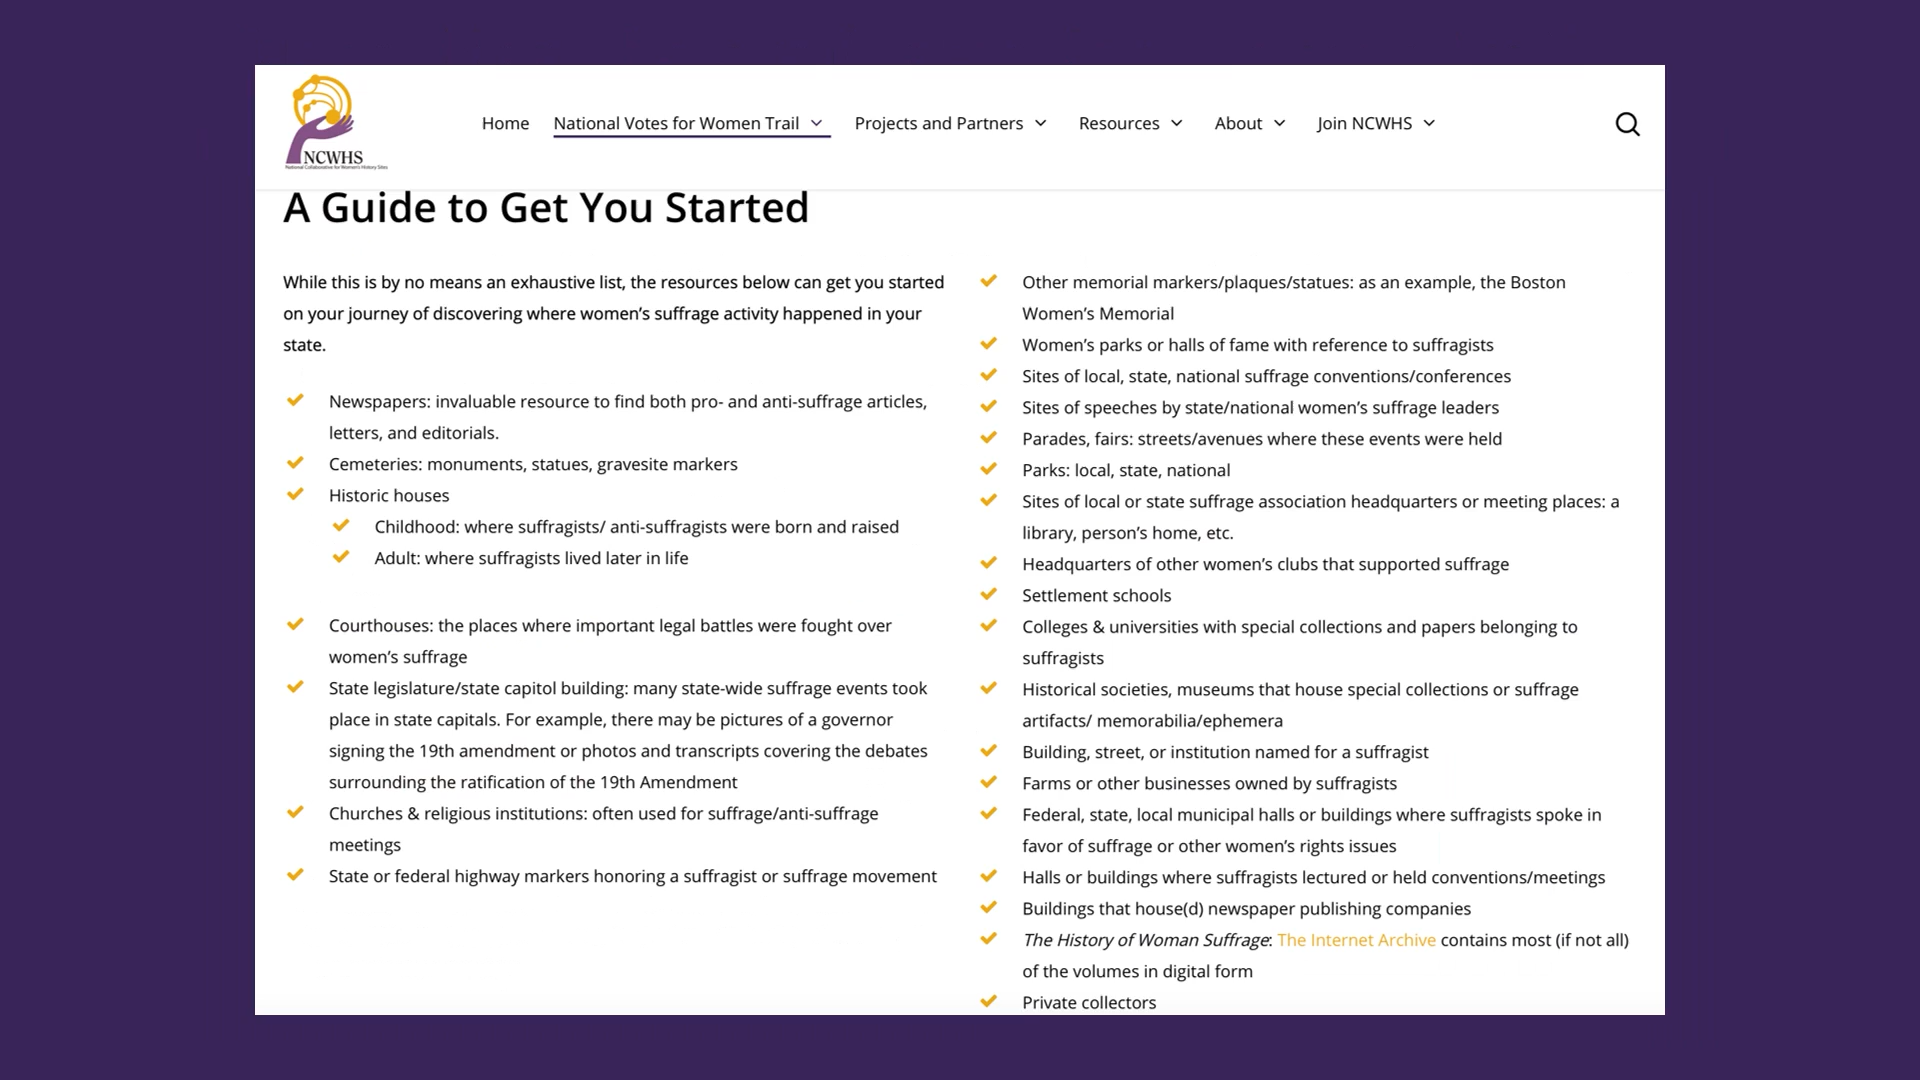 NCWHS
National Collaborative for Women's History Sites
Home
National Votes for Women Trail
Projects and Partners
Resources
About
Join NCWHS
A Guide to Get You Started
While this is by no means an exhaustive list, the resources below can get you started
on your journey of discovering where women’s suffrage activity happened in your
state.
Newspapers: invaluable resource to find both pro- and anti-suffrage articles,
letters, and editorials.
Cemeteries: monuments, statues, gravesite markers
Historic houses
Childhood: where suffragists/ anti-suffragists were born and raised
Adult: where suffragists lived later in life
Courthouses: the places where important legal battles were fought over
women’s suffrage
State legislature/state capitol building: many state-wide suffrage events took
place in state capitals. For example, there may be pictures of a governor
signing the 19th amendment or photos and transcripts covering the debates
surrounding the ratification of the 19th Amendment
Churches & religious institutions: often used for suffrage/anti-suffrage
meetings
State or federal highway markers honoring a suffragist or suffrage movement
Other memorial markers/plaques/statues: as an example, the Boston
Women’s Memorial
Women’s parks or halls of fame with reference to suffragists
Sites of local, state, national suffrage conventions/conferences
Sites of speeches by state/national women’s suffrage leaders
Parades, fairs: streets/avenues where these events were held
Parks: local, state, national
Sites of local or state suffrage association headquarters or meeting places: a
library, person’s home, etc.
Headquarters of other women’s clubs that supported suffrage
Settlement schools
Colleges & universities with special collections and papers belonging to
suffragists
Historical societies, museums that house special collections or suffrage
artifacts/ memorabilia/ephemera
Building, street, or institution named for a suffragist
Farms or other businesses owned by suffragists
Federal, state, local municipal halls or buildings where suffragists spoke in
favor of suffrage or other women’s rights issues
Halls or buildings where suffragists lectured or held conventions/meetings
Buildings that house(d) newspaper publishing companies
The History of Woman Suffrage: The Internet Archive contains most (if not all)
of the volumes in digital form
Private collectors